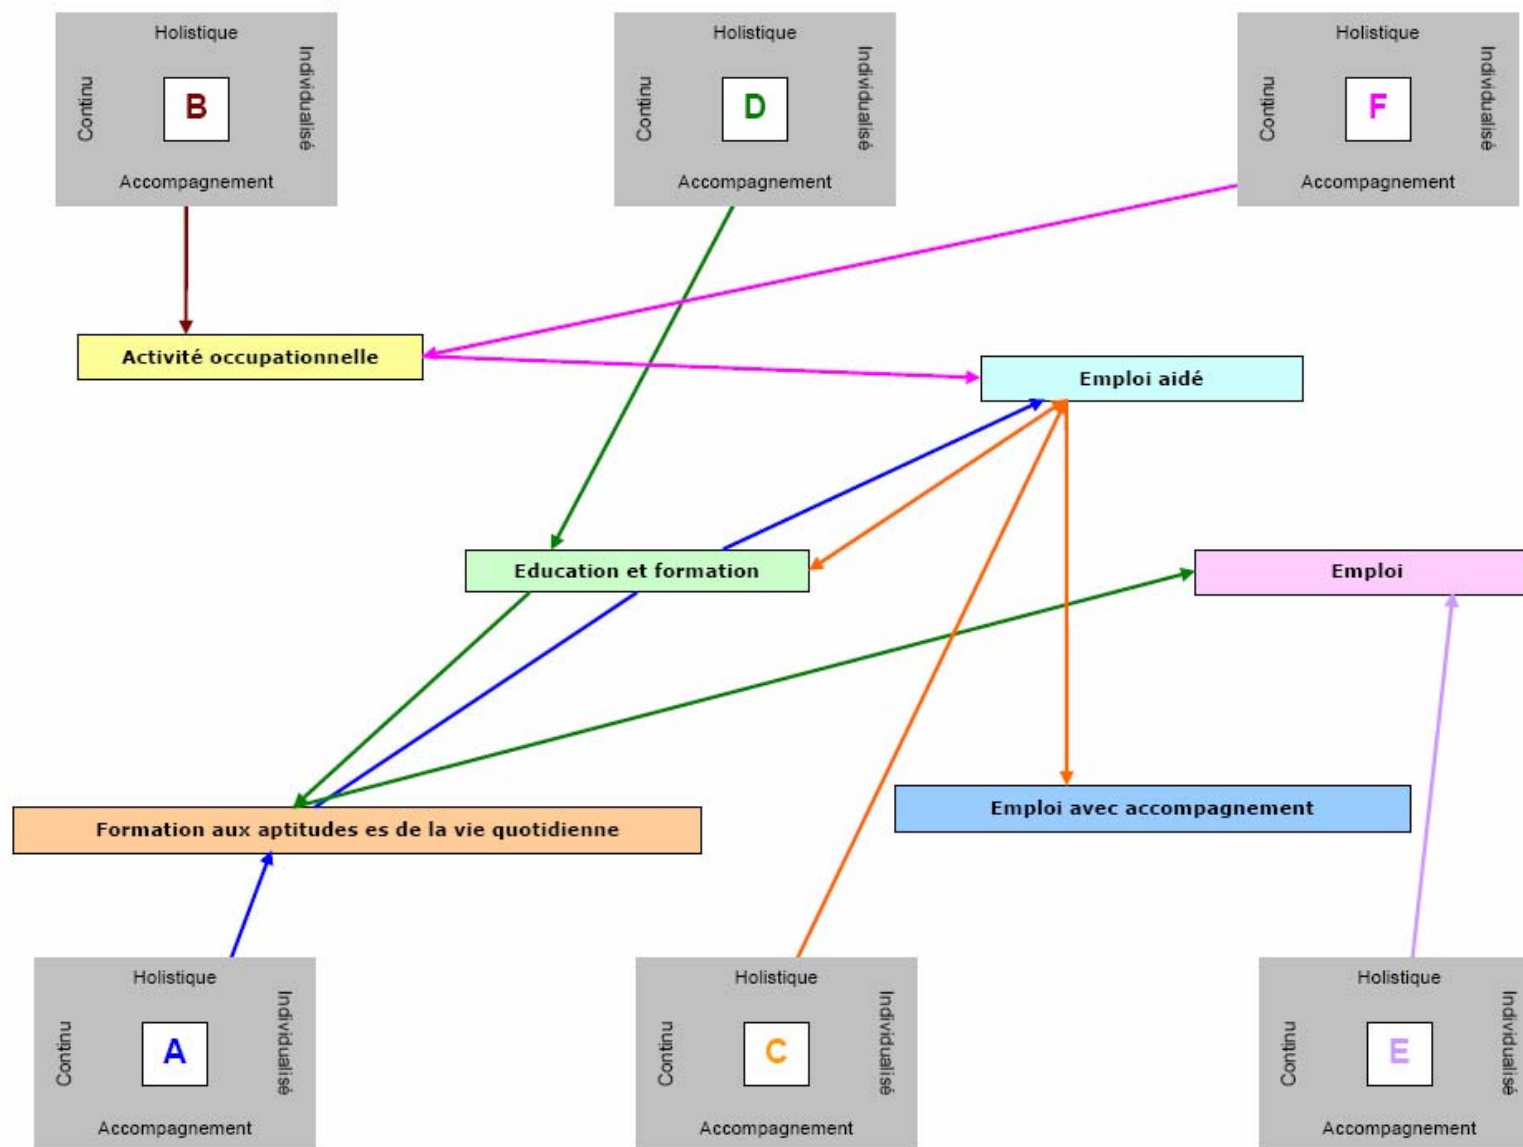 Holistique
Continu
B
Individualisé
Accompagnement
Holistique
Continu
D
Individualisé
Accompagnement
Holistique
Continu
F
Individualisé
Accompagnement
Activité occupationnelle
Emploi aidé
Education et formation
Emploi
Emploi avec accompagnement
Formation aux aptitudes es de la vie quotidienne
Holistique
Continu
A
Individualisé
Accompagnement
Holistique
Continu
C
Individualisé
Accompagnement
Holistique
Continu
E
Individualisé
Accompagnement